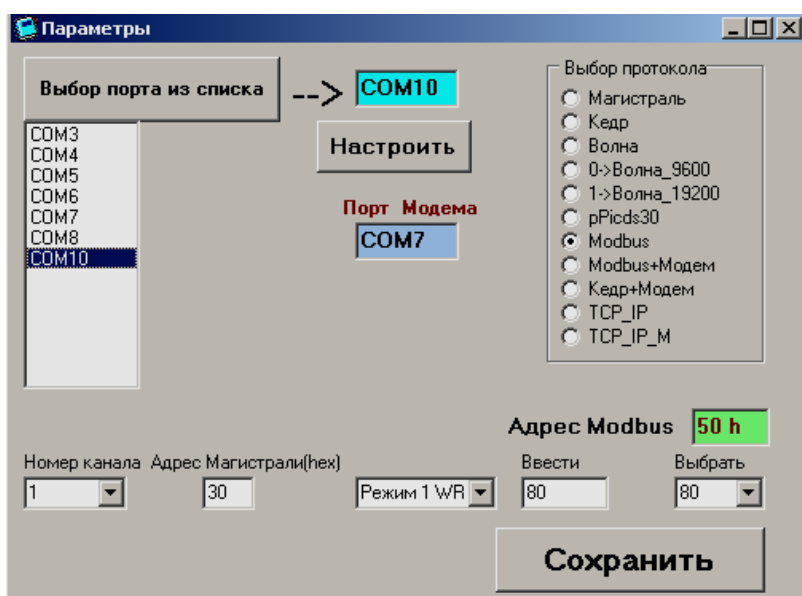 Параметры
Выбор порта из списка
-->
COM10
COM3
COM4
COM5
COM6
COM7
COM8
COM10
Настроить
Порт Модема
COM7
Выбор протокола
Магистраль
Кедр
Волна
0->Волна_9600
1->Волна_19200
pPicds30
Modbus
Modbus+Модем
Кедр+Модем
TCP_IP
TCP_IP_M
Адрес Modbus
50 h
Номер канала
1
Адрес Магистрали(hex)
30
Режим 1 WR
Ввести
80
Выбрать
80
Сохранить